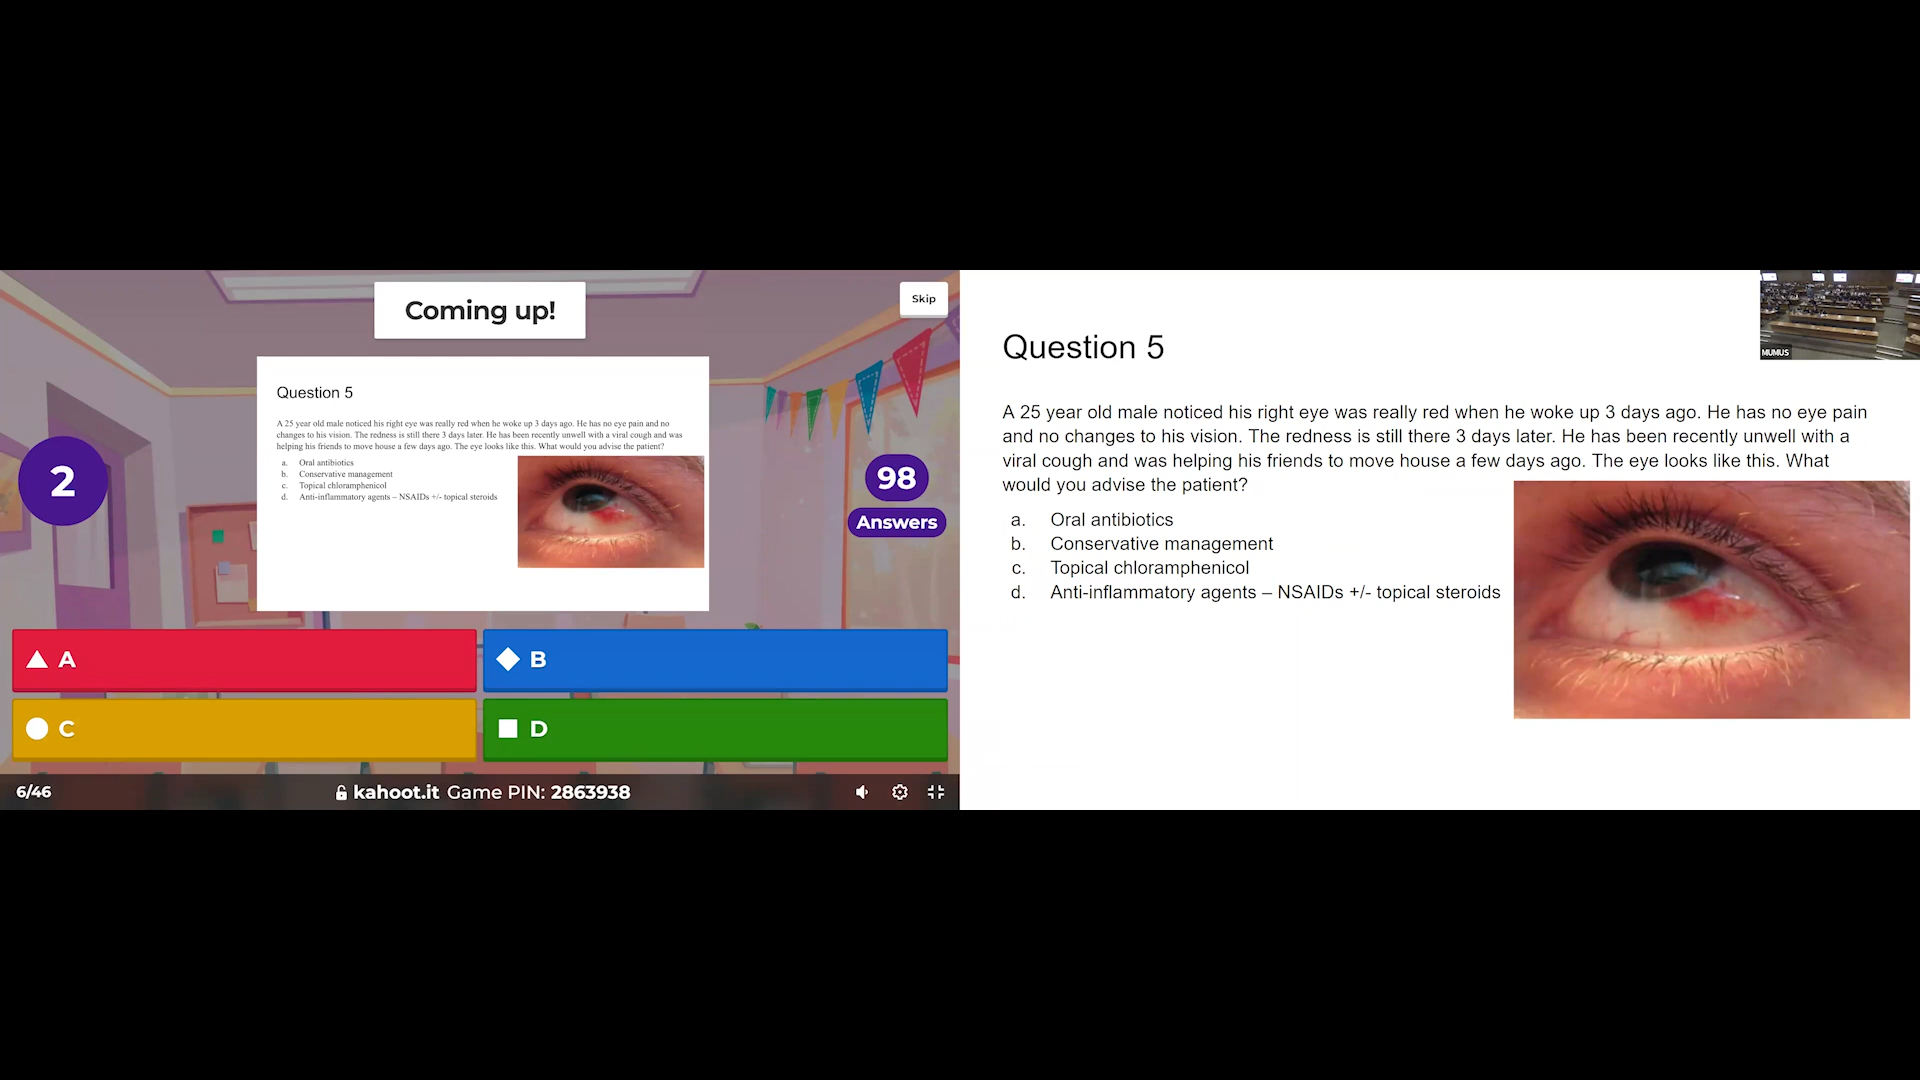 Coming up!
Skip
Question 5
A 25 year old male noticed his right eye was really red when he woke up 3 days ago. He has no eye pain and no
changes to his vision. The redness is still there 3 days later. He has been recently unwell with a viral cough and was
helping his friends to move house a few days ago. The eye looks like this. What would you advise the patient?
a. Oral antibiotics
b. Conservative management
c. Topical chloramphenicol
d. Anti-inflammatory agents – NSAIDs +/- topical steroids
2
98
Answers
A
B
C
D
6/46
kahoot.it Game PIN: 2863938
MUMUS
Question 5
A 25 year old male noticed his right eye was really red when he woke up 3 days ago. He has no eye pain
and no changes to his vision. The redness is still there 3 days later. He has been recently unwell with a
viral cough and was helping his friends to move house a few days ago. The eye looks like this. What
would you advise the patient?
a. Oral antibiotics
b. Conservative management
c. Topical chloramphenicol
d. Anti-inflammatory agents – NSAIDs +/- topical steroids